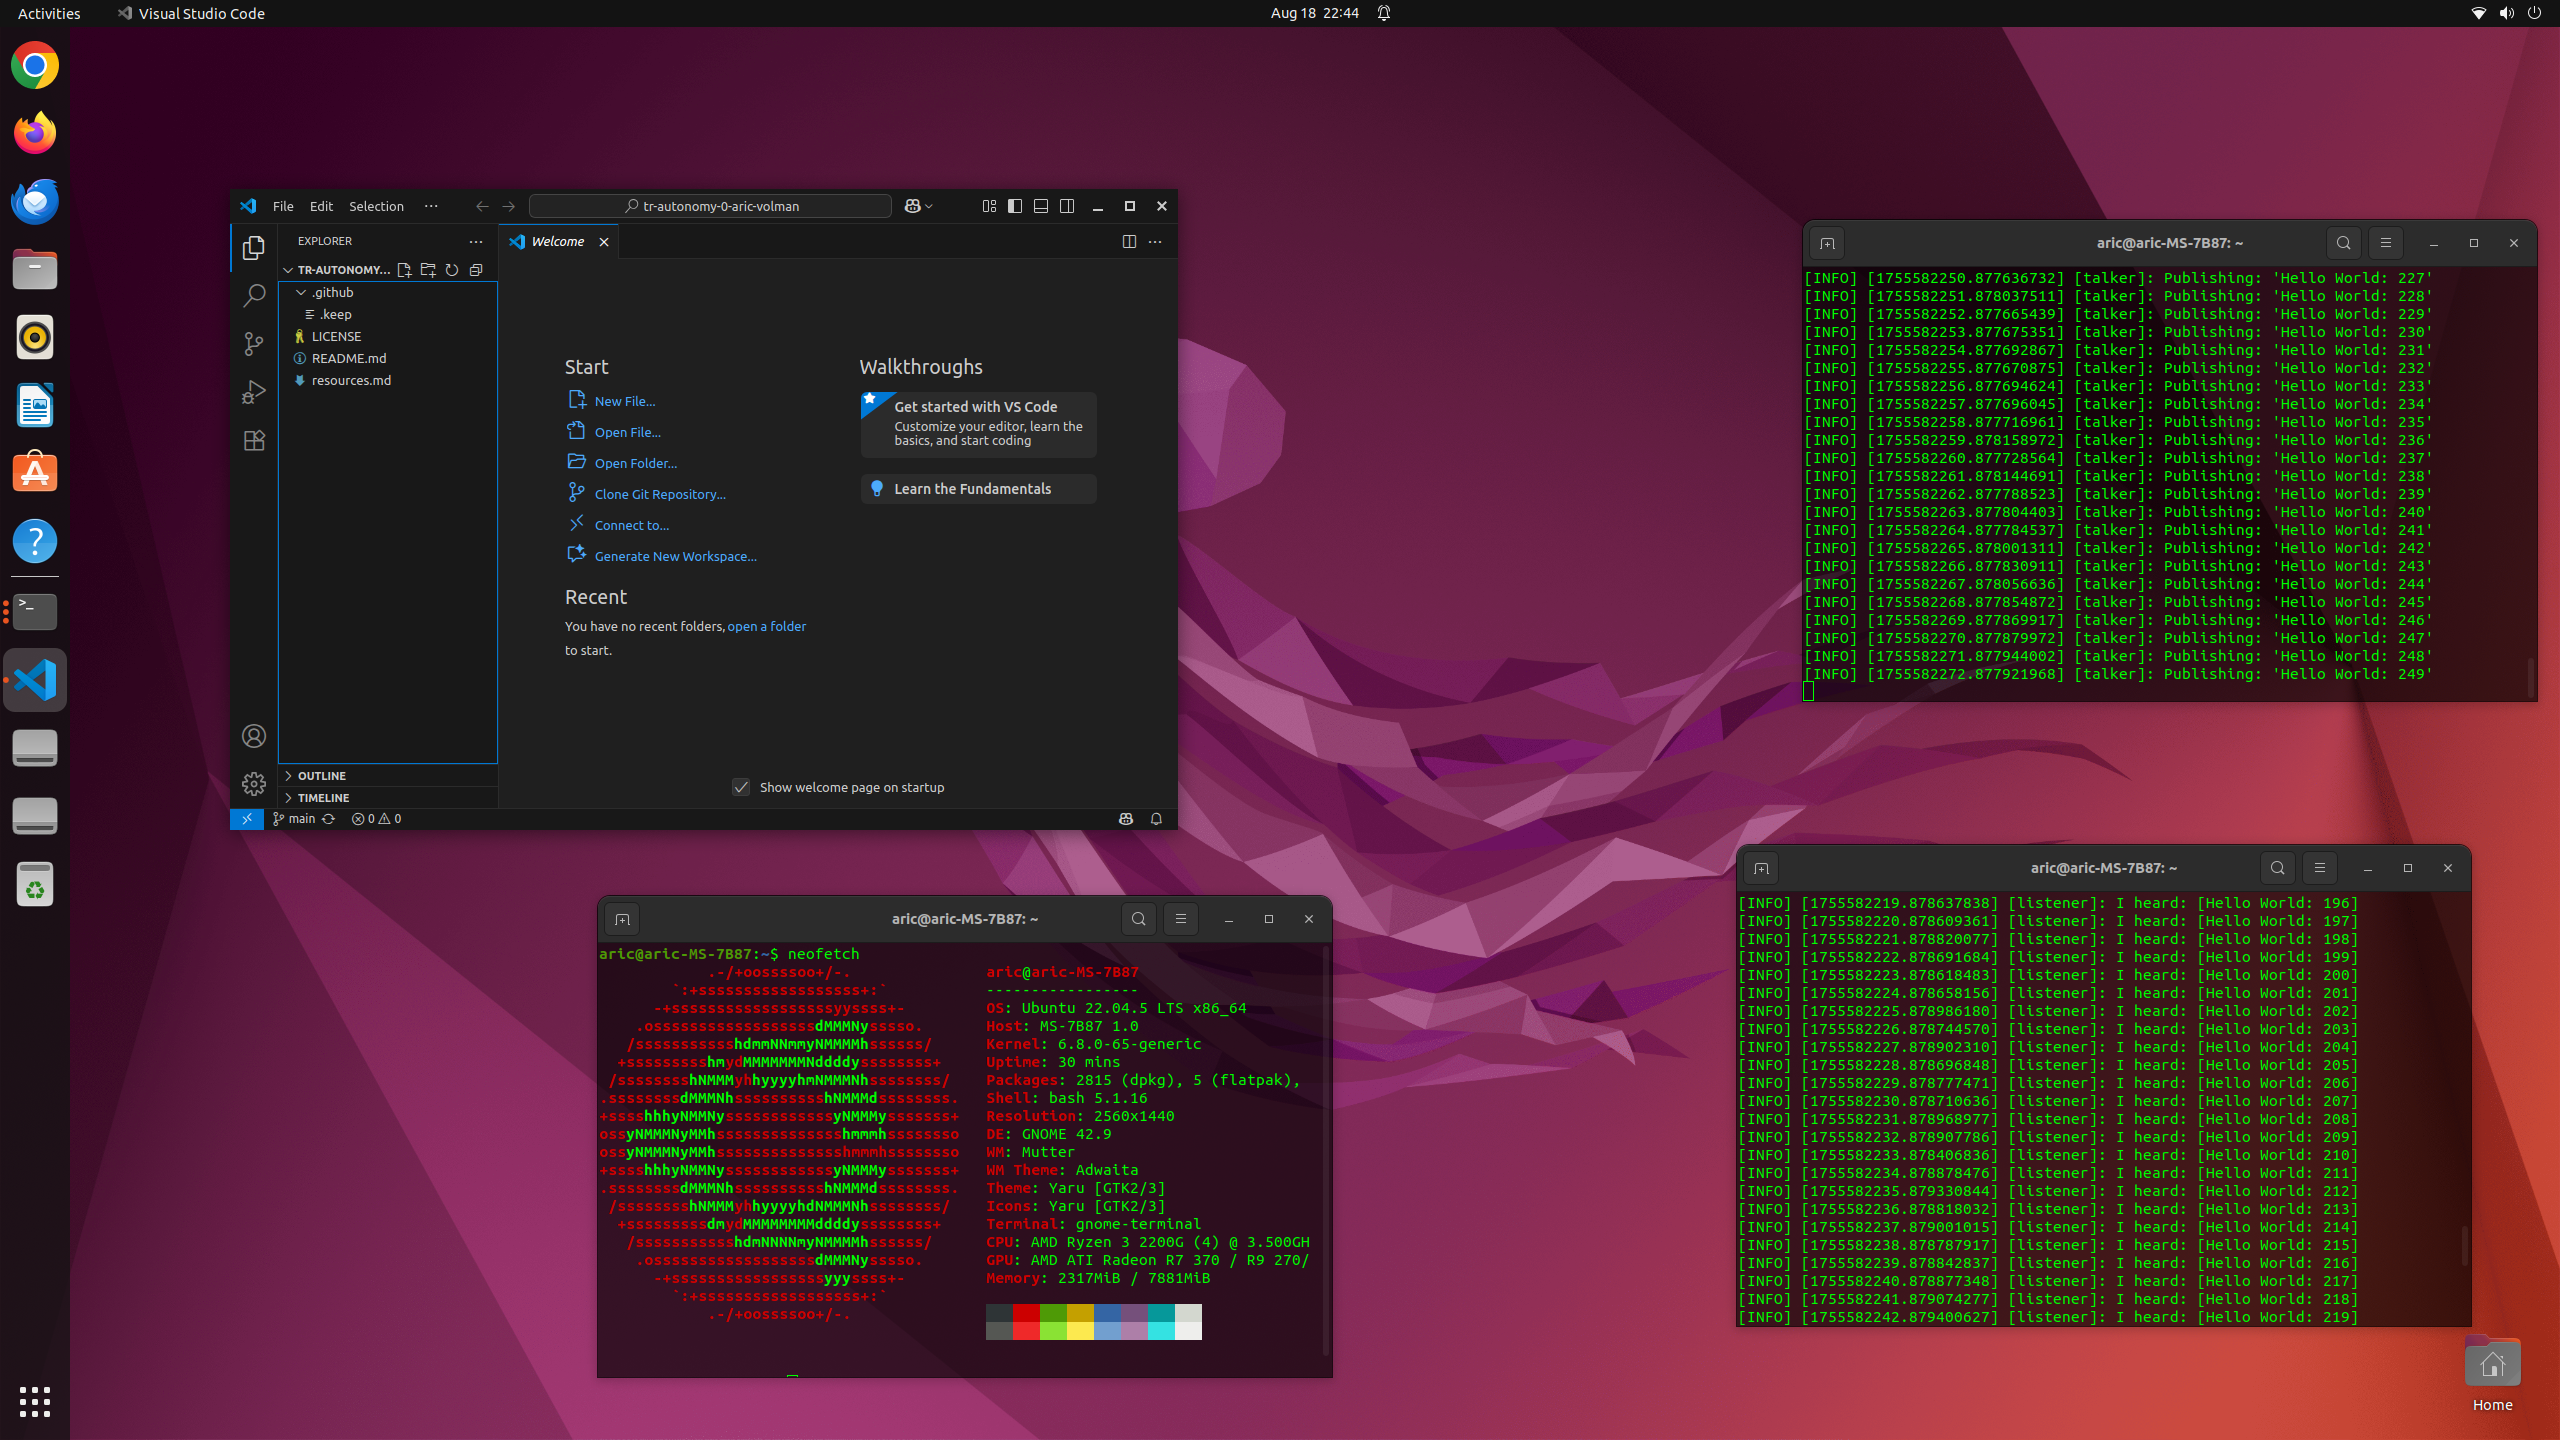 Activities
Visual Studio Code
Aug 18 22:44
File Edit Selection ···
tr-autonomy-0-aric-volman
EXPLORER
TR-AUTONOMY...
.github
.keep
LICENSE
README.md
resources.md
OUTLINE
TIMELINE
Welcome
Start
New File...
Open File...
Open Folder...
Clone Git Repository...
Connect to...
Generate New Workspace...
Recent
You have no recent folders, open a folder
to start.
Walkthroughs
Get started with VS Code
Customize your editor, learn the
basics, and start coding
Learn the Fundamentals
Show welcome page on startup
main 0 0
aric@aric-MS-7B87: ~
[INFO] [1755582250.877636732] [talker]: Publishing: 'Hello World: 227'
[INFO] [1755582251.878037511] [talker]: Publishing: 'Hello World: 228'
[INFO] [1755582252.877665439] [talker]: Publishing: 'Hello World: 229'
[INFO] [1755582253.877675351] [talker]: Publishing: 'Hello World: 230'
[INFO] [1755582254.877692867] [talker]: Publishing: 'Hello World: 231'
[INFO] [1755582255.877670875] [talker]: Publishing: 'Hello World: 232'
[INFO] [1755582256.877694624] [talker]: Publishing: 'Hello World: 233'
[INFO] [1755582257.877696045] [talker]: Publishing: 'Hello World: 234'
[INFO] [1755582258.877716961] [talker]: Publishing: 'Hello World: 235'
[INFO] [1755582259.878158972] [talker]: Publishing: 'Hello World: 236'
[INFO] [1755582260.877728564] [talker]: Publishing: 'Hello World: 237'
[INFO] [1755582261.878144691] [talker]: Publishing: 'Hello World: 238'
[INFO] [1755582262.877788523] [talker]: Publishing: 'Hello World: 239'
[INFO] [1755582263.877804403] [talker]: Publishing: 'Hello World: 240'
[INFO] [1755582264.877784537] [talker]: Publishing: 'Hello World: 241'
[INFO] [1755582265.878001311] [talker]: Publishing: 'Hello World: 242'
[INFO] [1755582266.877830911] [talker]: Publishing: 'Hello World: 243'
[INFO] [1755582267.878056636] [talker]: Publishing: 'Hello World: 244'
[INFO] [1755582268.877854872] [talker]: Publishing: 'Hello World: 245'
[INFO] [1755582269.877869917] [talker]: Publishing: 'Hello World: 246'
[INFO] [1755582270.877879972] [talker]: Publishing: 'Hello World: 247'
[INFO] [1755582271.877944002] [talker]: Publishing: 'Hello World: 248'
[INFO] [1755582272.877921968] [talker]: Publishing: 'Hello World: 249'
aric@aric-MS-7B87: ~
aric@aric-MS-7B87:~$ neofetch
.-/+oossssoo+/-. aric@aric-MS-7B87
`:+ssssssssssssssssss+:` -----------------
-+ssssssssssssssssssyyssss+- OS: Ubuntu 22.04.5 LTS x86_64
.ossssssssssssssssssdMMMNysssso. Host: MS-7B87 1.0
/ssssssssssshdmmNNmmyNMMMMhssssss/ Kernel: 6.8.0-65-generic
+ssssssssshmydMMMMMMMNddddyssssssss+ Uptime: 30 mins
/sssssssshNMMMyhhyyyyhmNMMMNhssssssss/ Packages: 2815 (dpkg), 5 (flatpak),
.ssssssssdMMMNhsssssssssshNMMMdssssssss. Shell: bash 5.1.16
+sssshhhyNMMNyssssssssssssyNMMMysssssss+ Resolution: 2560x1440
ossyNMMMNyMMhsssssssssssssshmmmhssssssso DE: GNOME 42.9
ossyNMMMNyMMhsssssssssssssshmmmhssssssso WM: Mutter
+sssshhhyNMMNyssssssssssssyNMMMysssssss+ WM Theme: Adwaita
.ssssssssdMMMNhsssssssssshNMMMdssssssss. Theme: Yaru [GTK2/3]
/sssssssshNMMMyhhyyyyhdNMMMNhssssssss/ Icons: Yaru [GTK2/3]
+sssssssssdmydMMMMMMMMddddyssssssss+ Terminal: gnome-terminal
/ssssssssssshdmNNNNmyNMMMMhssssss/ CPU: AMD Ryzen 3 2200G (4) @ 3.500GH
.ossssssssssssssssssdMMMNysssso. GPU: AMD ATI Radeon R7 370 / R9 270/
-+sssssssssssssssssyyyssss+- Memory: 2317MiB / 7881MiB
`:+ssssssssssssssssss+:`
.-/+oossssoo+/-.
aric@aric-MS-7B87: ~
[INFO] [1755582219.878637838] [listener]: I heard: [Hello World: 196]
[INFO] [1755582220.878609361] [listener]: I heard: [Hello World: 197]
[INFO] [1755582221.878820077] [listener]: I heard: [Hello World: 198]
[INFO] [1755582222.878691684] [listener]: I heard: [Hello World: 199]
[INFO] [1755582223.878618483] [listener]: I heard: [Hello World: 200]
[INFO] [1755582224.878658156] [listener]: I heard: [Hello World: 201]
[INFO] [1755582225.878986180] [listener]: I heard: [Hello World: 202]
[INFO] [1755582226.878744570] [listener]: I heard: [Hello World: 203]
[INFO] [1755582227.878902310] [listener]: I heard: [Hello World: 204]
[INFO] [1755582228.878696848] [listener]: I heard: [Hello World: 205]
[INFO] [1755582229.878777471] [listener]: I heard: [Hello World: 206]
[INFO] [1755582230.878710636] [listener]: I heard: [Hello World: 207]
[INFO] [1755582231.878968977] [listener]: I heard: [Hello World: 208]
[INFO] [1755582232.878907786] [listener]: I heard: [Hello World: 209]
[INFO] [1755582233.878406836] [listener]: I heard: [Hello World: 210]
[INFO] [1755582234.878878476] [listener]: I heard: [Hello World: 211]
[INFO] [1755582235.879330844] [listener]: I heard: [Hello World: 212]
[INFO] [1755582236.878818032] [listener]: I heard: [Hello World: 213]
[INFO] [1755582237.879001015] [listener]: I heard: [Hello World: 214]
[INFO] [1755582238.878787917] [listener]: I heard: [Hello World: 215]
[INFO] [1755582239.878842837] [listener]: I heard: [Hello World: 216]
[INFO] [1755582240.878877348] [listener]: I heard: [Hello World: 217]
[INFO] [1755582241.879074277] [listener]: I heard: [Hello World: 218]
[INFO] [1755582242.879400627] [listener]: I heard: [Hello World: 219]
Home